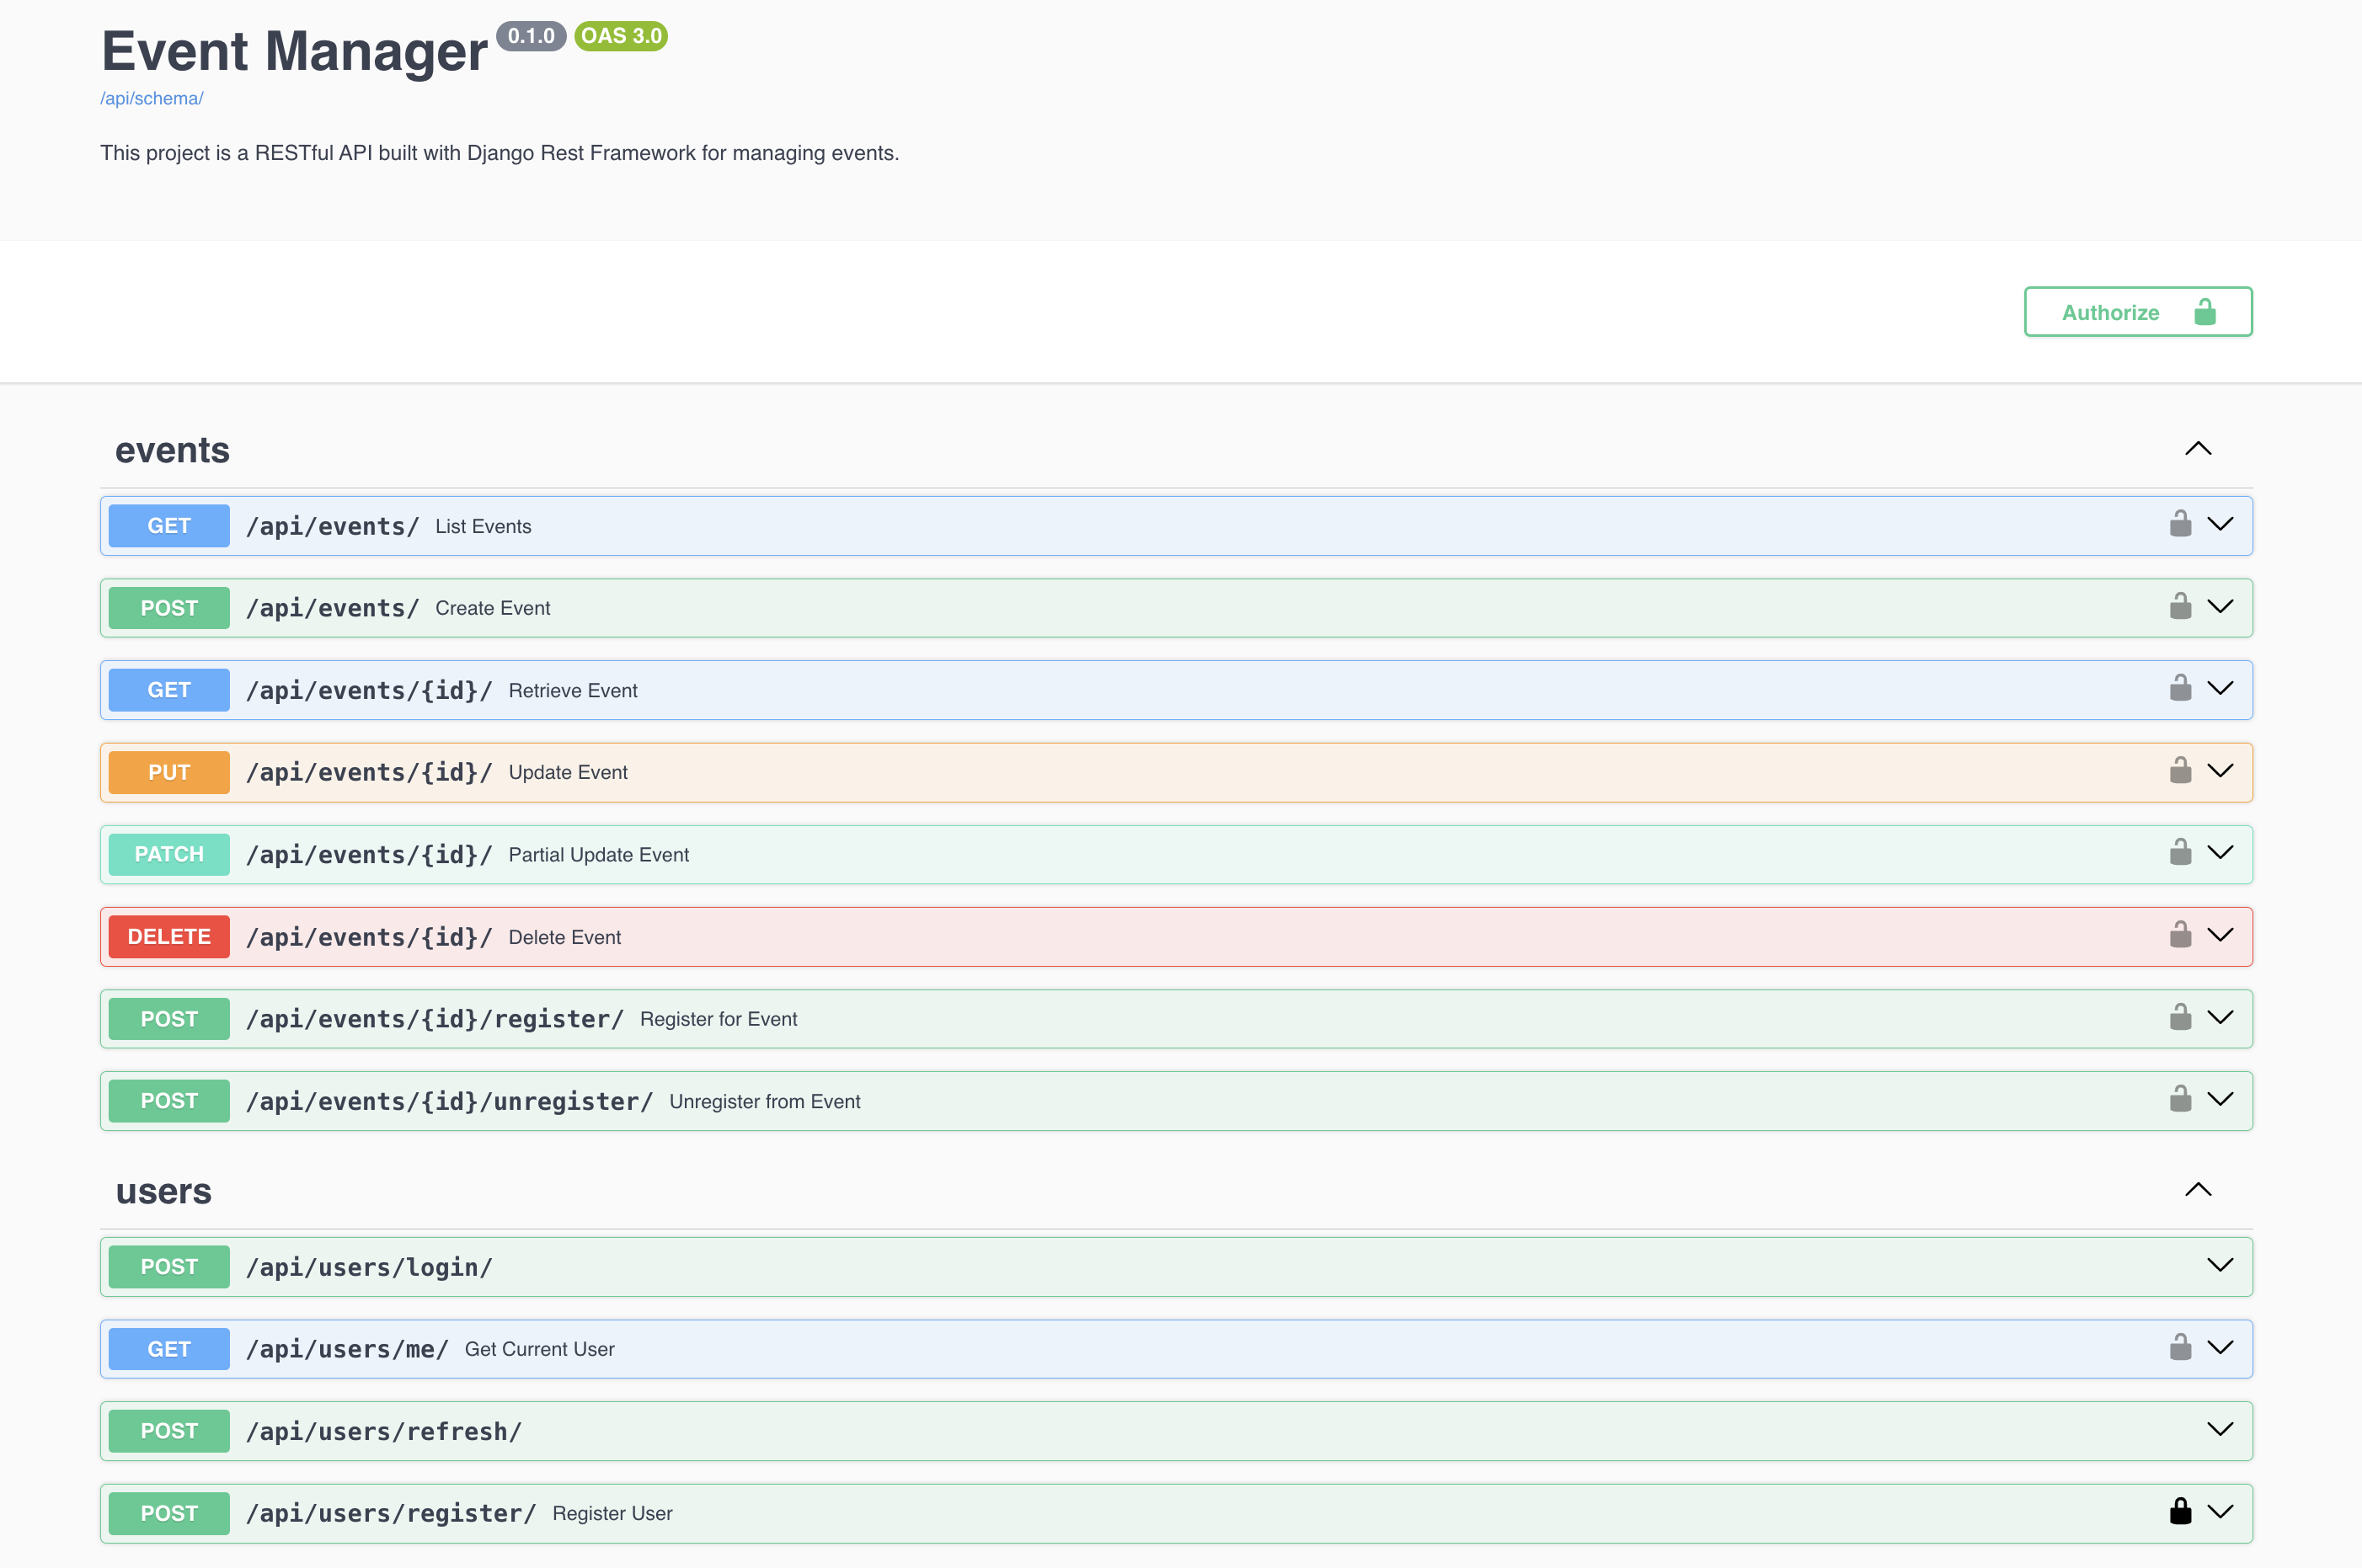 Event Manager 0.1.0 OAS 3.0
/api/schema/
This project is a RESTful API built with Django Rest Framework for managing events.
Authorize
events
GET /api/events/ List Events
POST /api/events/ Create Event
GET /api/events/{id}/ Retrieve Event
PUT /api/events/{id}/ Update Event
PATCH /api/events/{id}/ Partial Update Event
DELETE /api/events/{id}/ Delete Event
POST /api/events/{id}/register/ Register for Event
POST /api/events/{id}/unregister/ Unregister from Event
users
POST /api/users/login/
GET /api/users/me/ Get Current User
POST /api/users/refresh/
POST /api/users/register/ Register User